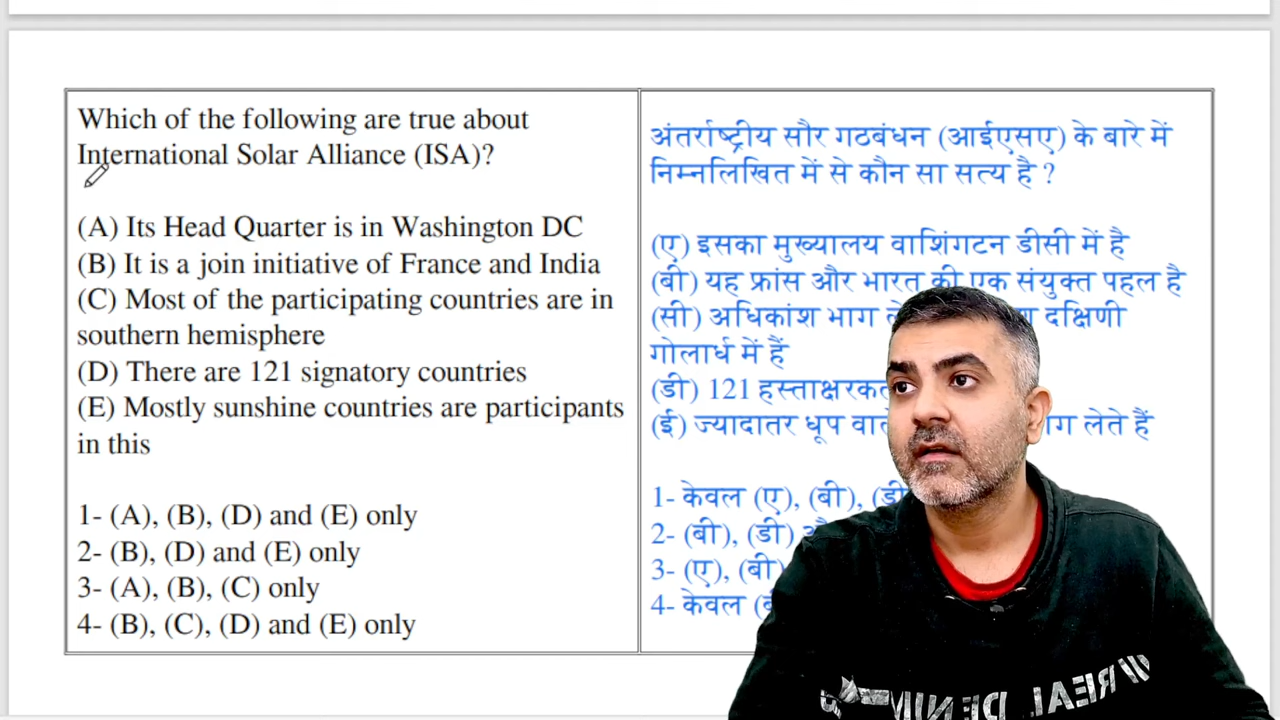 Which of the following are true about
International Solar Alliance (ISA)?
(A) Its Head Quarter is in Washington DC
(B) It is a join initiative of France and India
(C) Most of the participating countries are in
southern hemisphere
(D) There are 121 signatory countries
(E) Mostly sunshine countries are participants
in this
1- (A), (B), (D) and (E) only
2- (B), (D) and (E) only
3- (A), (B), (C) only
4- (B), (C), (D) and (E) only
अंतर्राष्ट्रीय सौर गठबंधन (आईएसए) के बारे में
निम्नलिखित में से कौन सा सत्य है ?
(ए) इसका मुख्यालय वाशिंगटन डीसी में है
(बी) यह फ्रांस और भारत की एक संयुक्त पहल है
(सी) अधिकांश भाग दक्षिणी
गोलार्ध में हैं
(डी) 121
(ई) ज्यादातर धूप लेते हैं
1- केवल (ए), (बी),
2- (बी), (डी)
3- (ए), (बी)
4- केवल
REAL DENIM